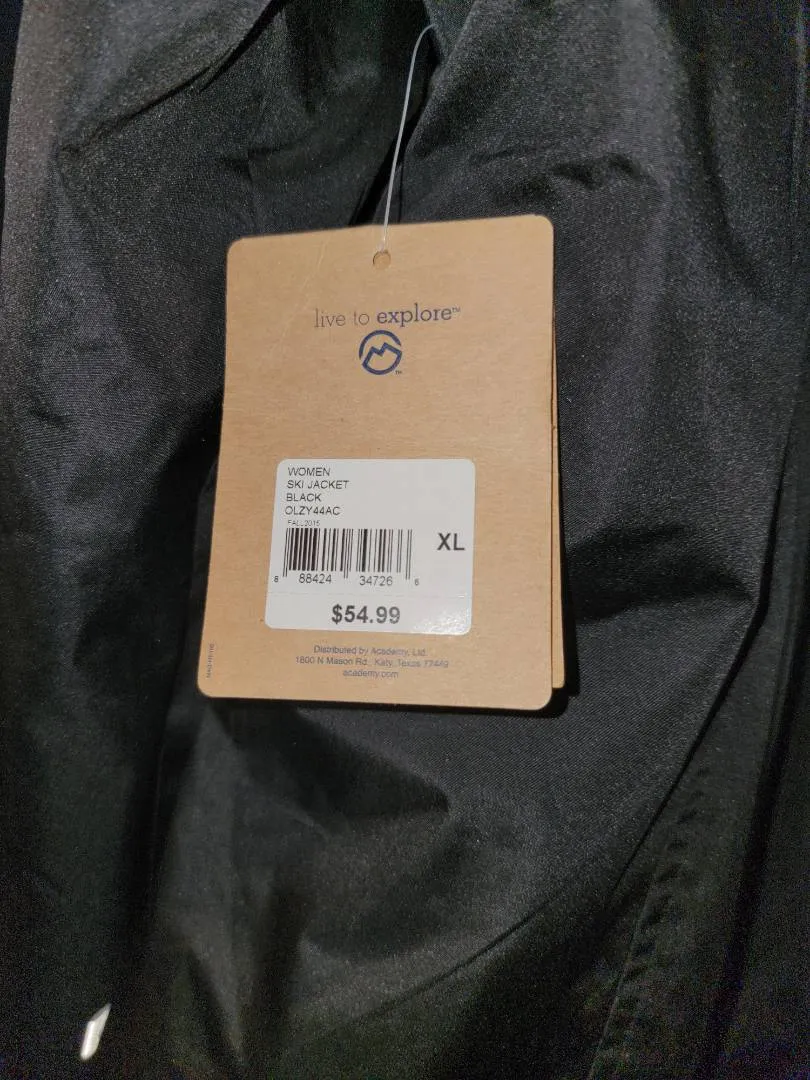 live to explore™
WOMEN
SKI JACKET
BLACK
OLZY44AC
FALL2015
XL
8 88424 34726 6
$54.99
Distributed by Academy, Ltd.
1800 N Mason Rd. Katy, Texas 77449
academy.com